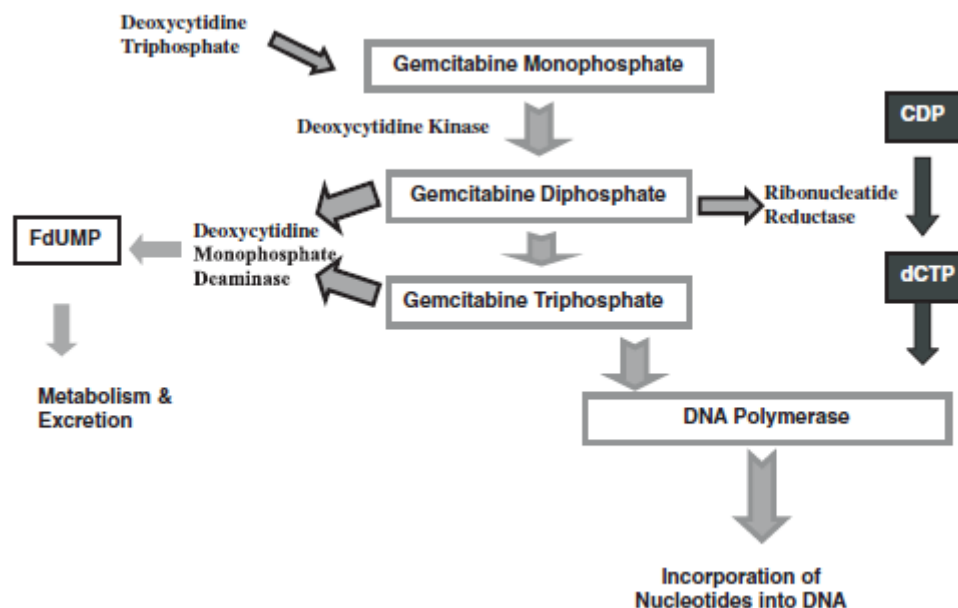 Deoxycytidine
Triphosphate
Gemcitabine Monophosphate
Deoxycytidine Kinase
CDP
Gemcitabine Diphosphate
Ribonucleatide
Reductase
FdUMP
Deoxycytidine
Monophosphate
Deaminase
dCTP
Gemcitabine Triphosphate
Metabolism &
Excretion
DNA Polymerase
Incorporation of
Nucleotides into DNA